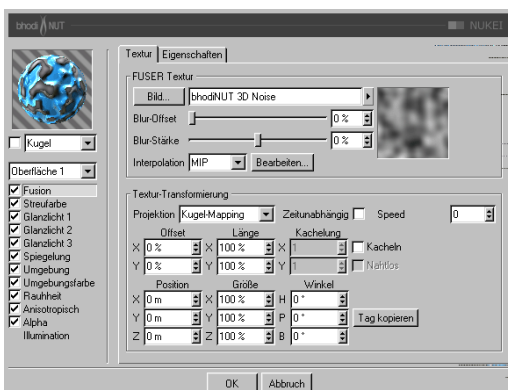 bhodi NUT
NUKEI
Textur Eigenschaften
FUSER Textur
Bild... bhodiNUT 3D Noise
Blur-Offset 0 %
Blur-Stärke 0 %
Interpolation MIP Bearbeiten...
Kugel
Oberfläche 1
Fusion
Streufarbe
Glanzlicht 1
Glanzlicht 2
Glanzlicht 3
Spiegelung
Umgebung
Umgebungsfarbe
Rauhheit
Anisotropisch
Alpha
Illumination
Textur-Transformierung
Projektion Kugel-Mapping Zeitunabhängig Speed 0
Offset Länge Kachelung
X 0 % X 100 % X 1 Kacheln
Y 0 % Y 100 % Y 1 Nahtlos
Position Größe Winkel
X 0 m X 100 % H 0 °
Y 0 m Y 100 % P 0 ° Tag kopieren
Z 0 m Z 100 % B 0 °
OK Abbruch